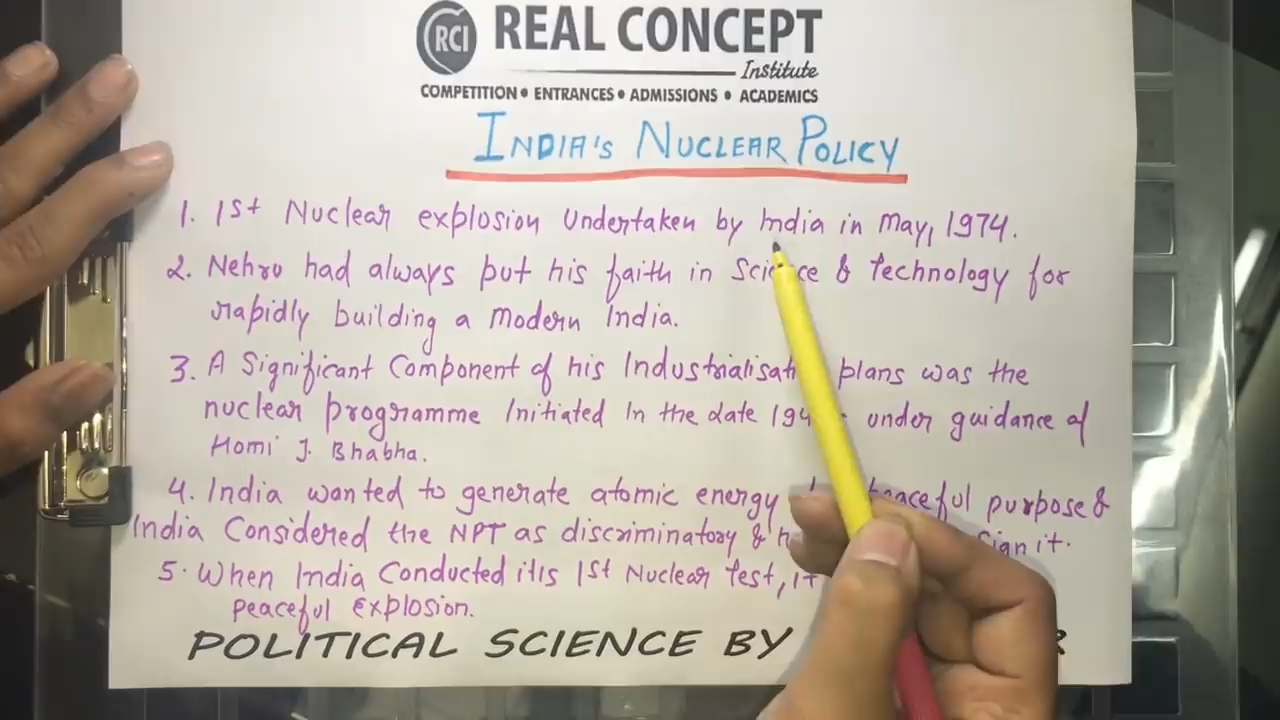 RCI REAL CONCEPT
Institute
COMPETITION • ENTRANCES • ADMISSIONS • ACADEMICS
INDIA'S NUCLEAR POLICY
1. 1st Nuclear explosion undertaken by India in May, 1974.
2. Nehru had always put his faith in Science & Technology for
rapidly building a modern India.
3. A Significant Component of his Industrialisati plans was the
nuclear programme Initiated In the late 194 under guidance of
Homi J. Bhabha.
4. India wanted to generate atomic energy peaceful purpose &
India Considered the NPT as discriminatory & sign it.
5. When India Conducted itis 1st Nuclear Test, it
peaceful explosion.
POLITICAL SCIENCE BY